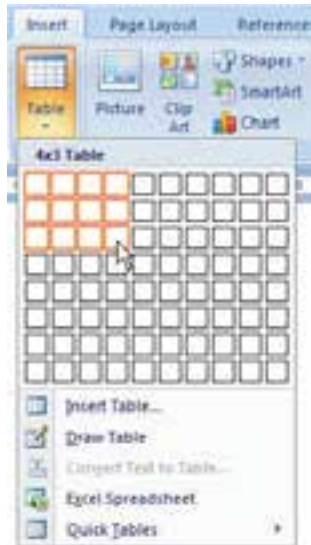 Insert Page Layout References
Table
Picture
Clip Art
Shapes
SmartArt
Chart
4x3 Table
Insert Table...
Draw Table
Convert Text to Table...
Excel Spreadsheet
Quick Tables